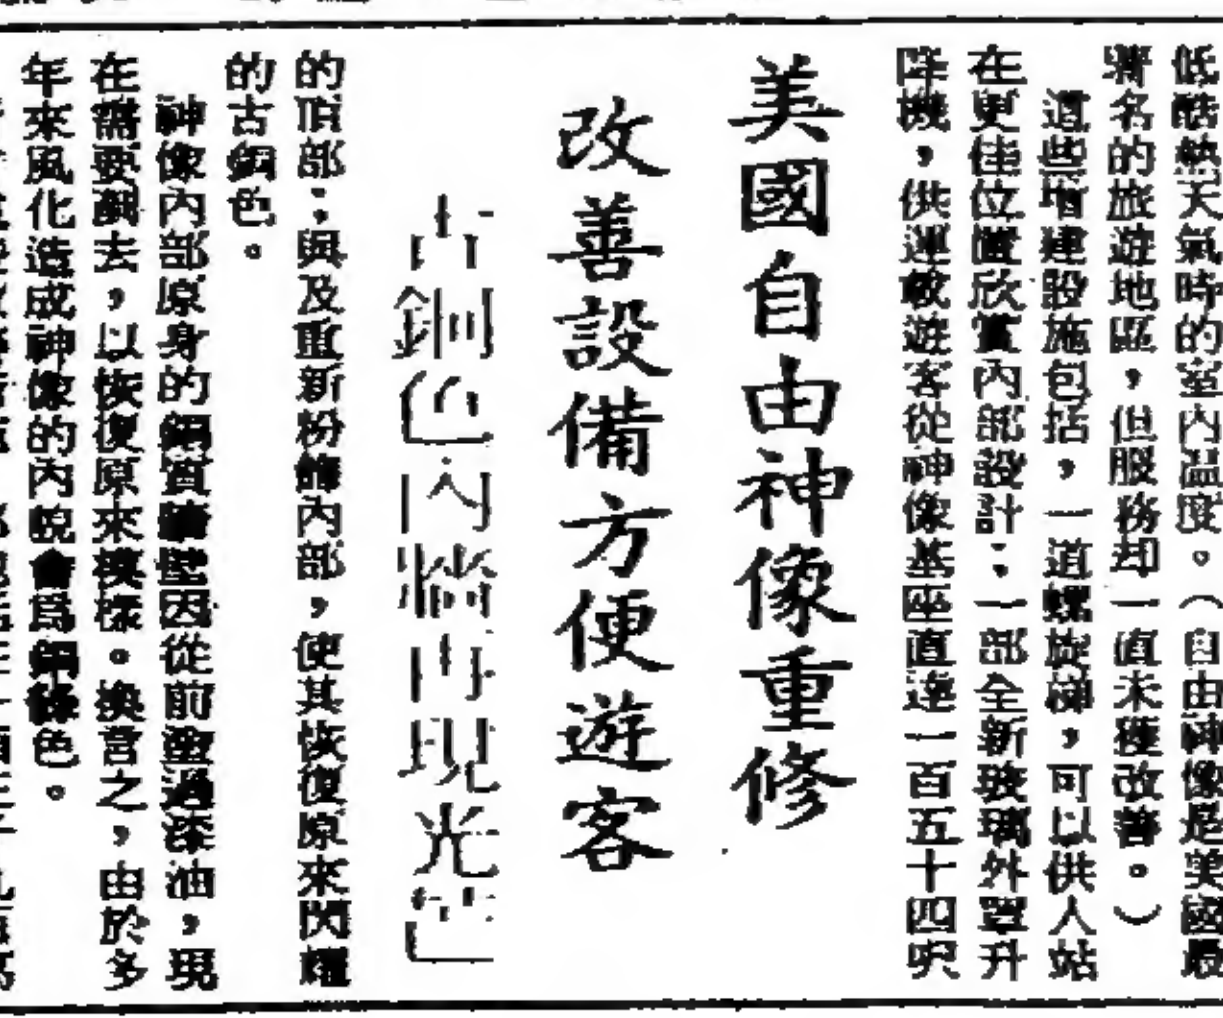 低酷熱天氣時的室內温度。（自由神像是美國最
著名的旅遊地區，但服務却一直未獲改善。）
這些增建設施包括，一道螺旋梯，可以供人站
在更佳位置欣賞內部設計；一部全新玻璃外罩升
降機，供運載遊客從神像基座直達一百五十四呎
美國自由神像重修
改善設備方便遊客
古銅色內牆再現光芒
的頂部；與及重新粉飾內部，使其恢復原來閃耀
的古銅色。
神像內部原身的銅質牆壁因從前塗過漆油，現
在需要剷去，以恢復原來模樣。換言之，由於多
年來風化造成神像的內貌會爲銅綠色。